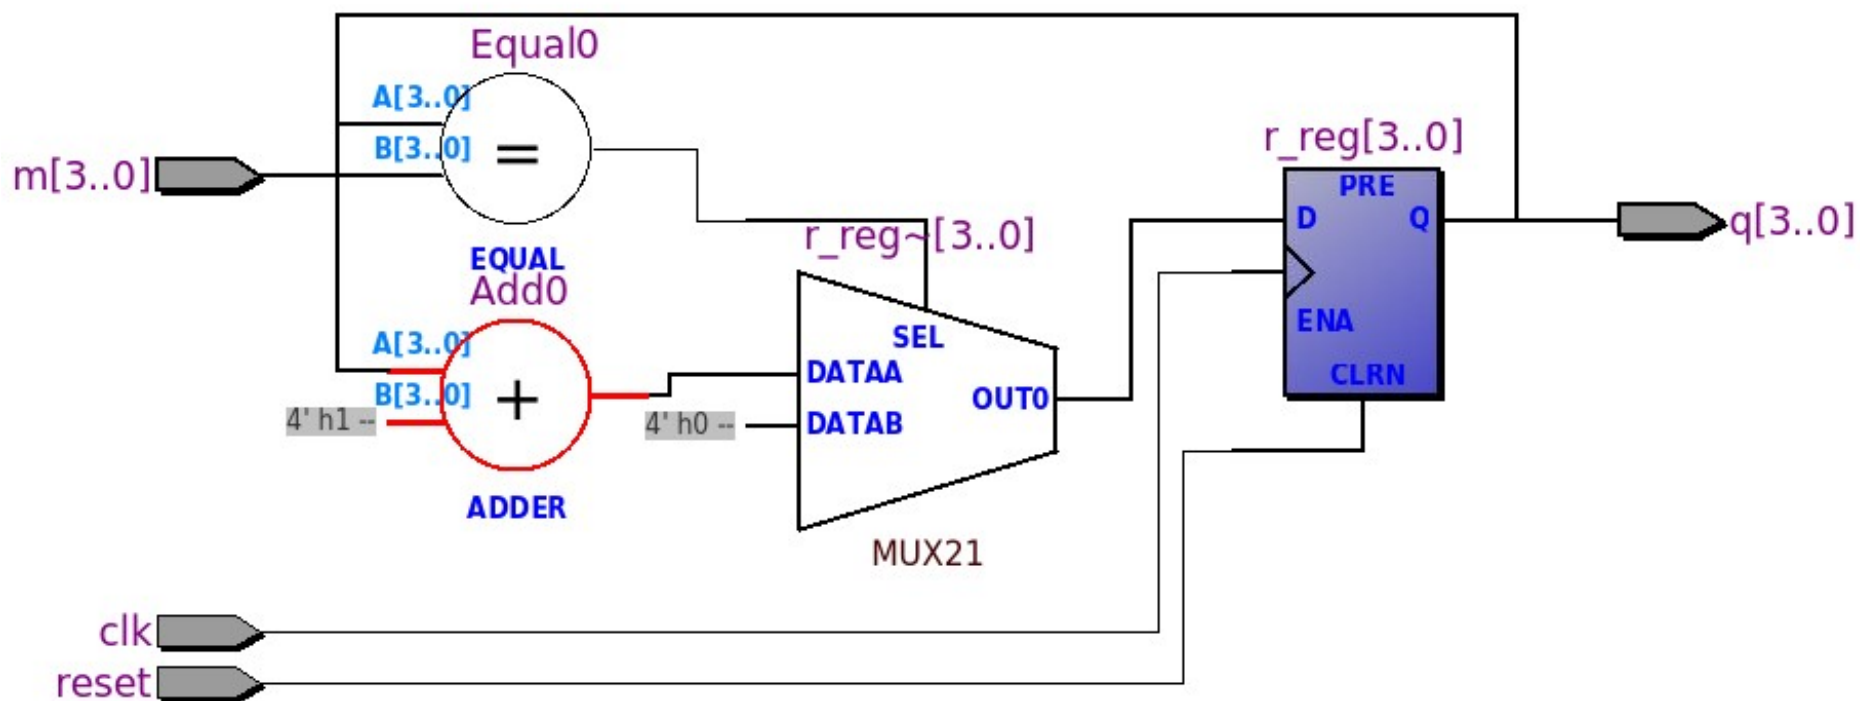 Equal0
A[3..0]
B[3..0]
=
m[3..0]
EQUAL
Add0
A[3..0]
B[3..0]
+
4' h1 --
ADDER
r_reg~[3..0]
SEL
DATAA
4' h0 --
DATAB
OUT0
MUX21
r_reg[3..0]
PRE
D
Q
ENA
CLRN
q[3..0]
clk
reset